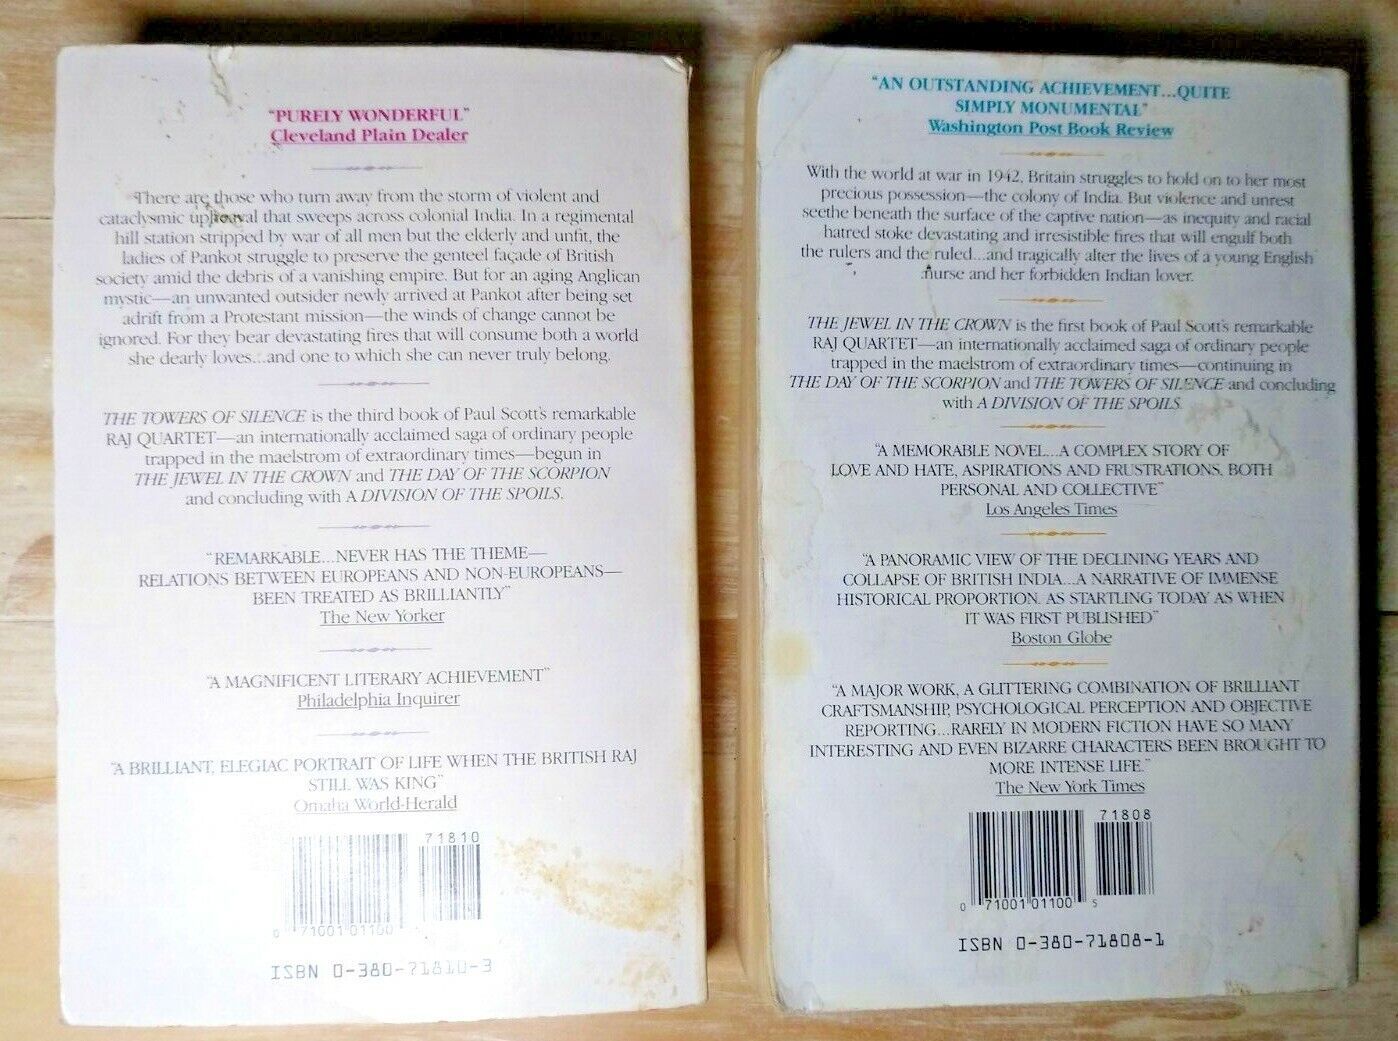 "PURELY WONDERFUL"
Cleveland Plain Dealer
There are those who turn away from the storm of violent and
cataclysmic upheaval that sweeps across colonial India. In a regimental
hill station stripped by war of all men but the elderly and unfit, the
ladies of Pankot struggle to preserve the genteel façade of British
society amid the debris of a vanishing empire. But for an aging Anglican
mystic—an unwanted outsider newly arrived at Pankot after being set
adrift from a Protestant mission—the winds of change cannot be
ignored. For they bear devastating fires that will consume both a world
she dearly loves...and one to which she can never truly belong.
THE TOWERS OF SILENCE is the third book of Paul Scott's remarkable
RAJ QUARTET—an internationally acclaimed saga of ordinary people
trapped in the maelstrom of extraordinary times—begun in
THE JEWEL IN THE CROWN and THE DAY OF THE SCORPION
and concluding with A DIVISION OF THE SPOILS.
"REMARKABLE...NEVER HAS THE THEME—
RELATIONS BETWEEN EUROPEANS AND NON-EUROPEANS—
BEEN TREATED AS BRILLIANTLY"
The New Yorker
"A MAGNIFICENT LITERARY ACHIEVEMENT"
Philadelphia Inquirer
"A BRILLIANT, ELEGIAC PORTRAIT OF LIFE WHEN THE BRITISH RAJ
STILL WAS KING"
Omaha World-Herald
71810
0 71001 01100
ISBN 0-380-71810-3
"AN OUTSTANDING ACHIEVEMENT...QUITE
SIMPLY MONUMENTAL"
Washington Post Book Review
With the world at war in 1942, Britain struggles to hold on to her most
precious possession—the colony of India. But violence and unrest
seethe beneath the surface of the captive nation—as inequity and racial
hatred stoke devastating and irresistible fires that will engulf both
the rulers and the ruled...and tragically alter the lives of a young English
nurse and her forbidden Indian lover.
THE JEWEL IN THE CROWN is the first book of Paul Scott's remarkable
RAJ QUARTET—an internationally acclaimed saga of ordinary people
trapped in the maelstrom of extraordinary times—continuing in
THE DAY OF THE SCORPION and THE TOWERS OF SILENCE and concluding
with A DIVISION OF THE SPOILS.
"A MEMORABLE NOVEL...A COMPLEX STORY OF
LOVE AND HATE, ASPIRATIONS AND FRUSTRATIONS, BOTH
PERSONAL AND COLLECTIVE"
Los Angeles Times
"A PANORAMIC VIEW OF THE DECLINING YEARS AND
COLLAPSE OF BRITISH INDIA...A NARRATIVE OF IMMENSE
HISTORICAL PROPORTION. AS STARTLING TODAY AS WHEN
IT WAS FIRST PUBLISHED"
Boston Globe
"A MAJOR WORK, A GLITTERING COMBINATION OF BRILLIANT
CRAFTSMANSHIP, PSYCHOLOGICAL PERCEPTION AND OBJECTIVE
REPORTING...RARELY IN MODERN FICTION HAVE SO MANY
INTERESTING AND EVEN BIZARRE CHARACTERS BEEN BROUGHT TO
MORE INTENSE LIFE."
The New York Times
71808
0 71001 01100 5
ISBN 0-380-71808-1